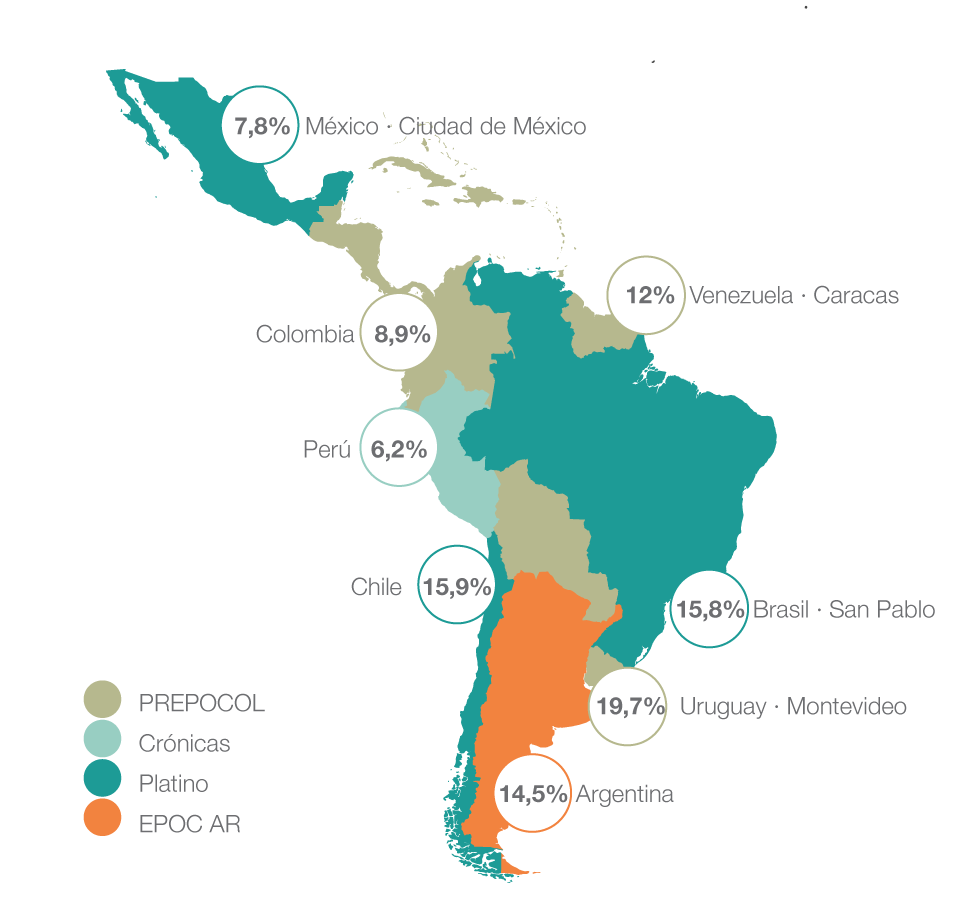 7,8% México · Ciudad de México
12% Venezuela · Caracas
Colombia 8,9%
Perú 6,2%
Chile 15,9%
15,8% Brasil · San Pablo
19,7% Uruguay · Montevideo
14,5% Argentina
PREPOCOL
Crónicas
Platino
EPOC AR